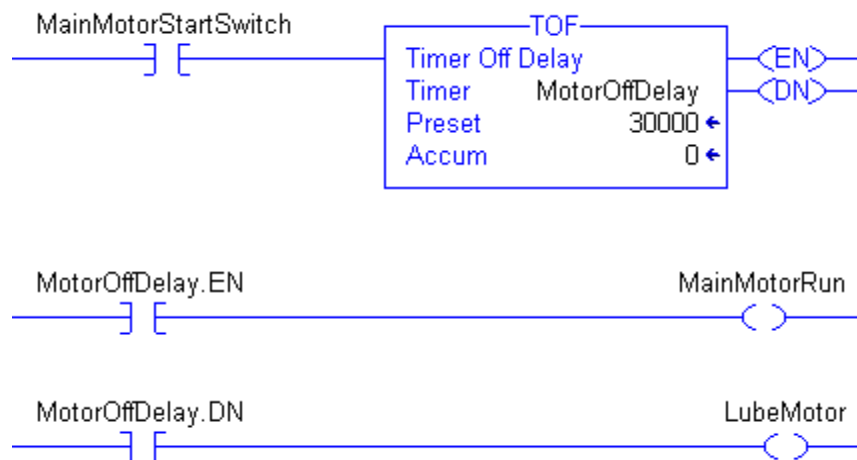 MainMotorStartSwitch
TOF
Timer Off Delay
Timer MotorOffDelay
Preset 30000
Accum 0
EN
DN
MotorOffDelay.EN
MainMotorRun
MotorOffDelay.DN
LubeMotor